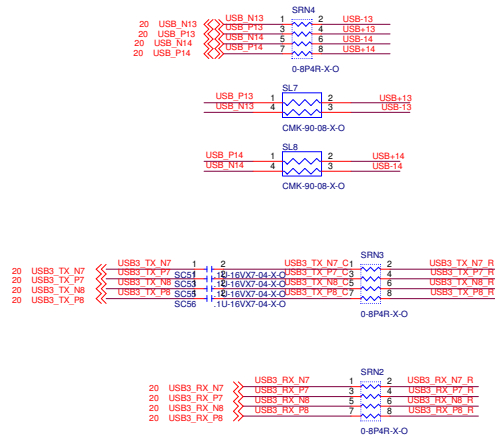 SRN4
20 USB_N13 USB_N13 1 2 USB-13
20 USB_P13 USB_P13 3 4 USB+13
20 USB_N14 USB_N14 5 6 USB-14
20 USB_P14 USB_P14 7 8 USB+14
0-8P4R-X-O
SL7
USB_P13 1 2 USB+13
USB_N13 4 3 USB-13
CMK-90-08-X-O
SL8
USB_P14 1 2 USB+14
USB_N14 4 3 USB-14
CMK-90-08-X-O
SRN3
20 USB3_TX_N7 USB3_TX_N7 1 2 USB3_TX_N7_C 1 2 USB3_TX_N7_R
20 USB3_TX_P7 USB3_TX_P7 SC51 .1U-16VX7-04-X-O USB3_TX_P7_C 3 4 USB3_TX_P7_R
20 USB3_TX_N8 USB3_TX_N8 SC53 .1U-16VX7-04-X-O USB3_TX_N8_C 5 6 USB3_TX_N8_R
20 USB3_TX_P8 USB3_TX_P8 SC55 .1U-16VX7-04-X-O USB3_TX_P8_C 7 8 USB3_TX_P8_R
SC56 .1U-16VX7-04-X-O
0-8P4R-X-O
SRN2
20 USB3_RX_N7 USB3_RX_N7 1 2 USB3_RX_N7_R
20 USB3_RX_P7 USB3_RX_P7 3 4 USB3_RX_P7_R
20 USB3_RX_N8 USB3_RX_N8 5 6 USB3_RX_N8_R
20 USB3_RX_P8 USB3_RX_P8 7 8 USB3_RX_P8_R
0-8P4R-X-O